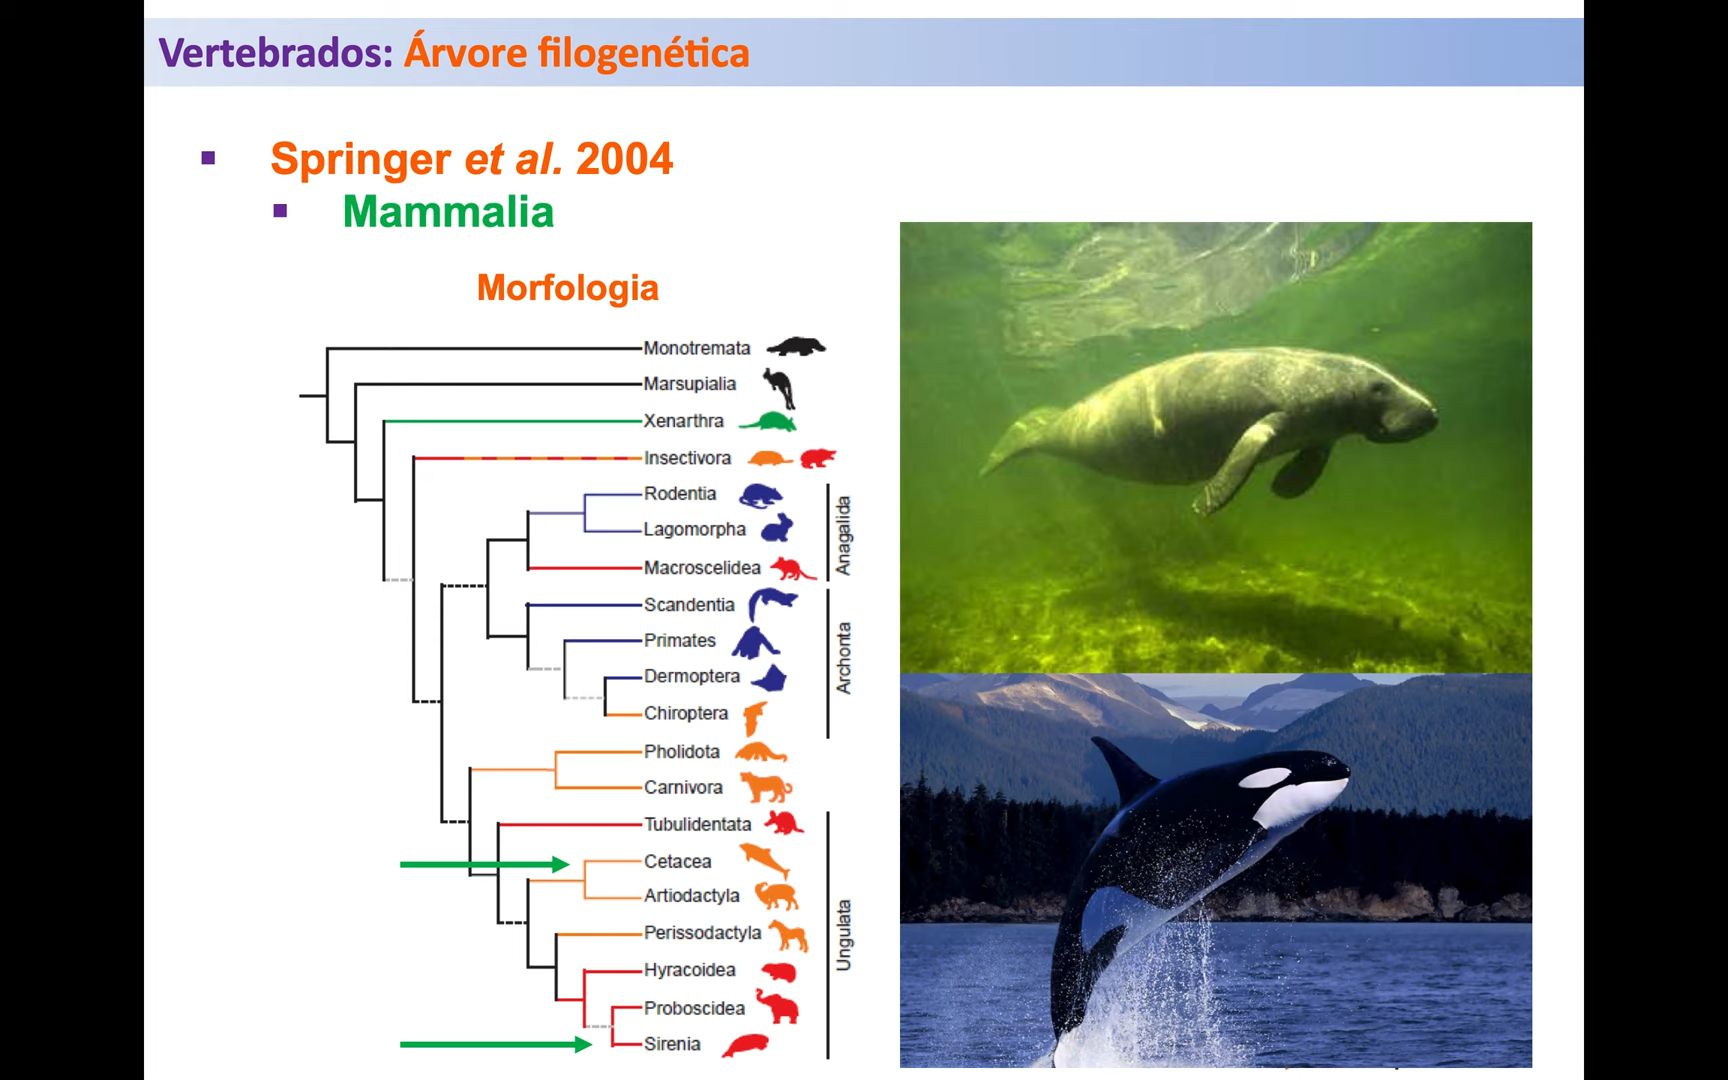 Vertebrados: Árvore filogenética
Springer et al. 2004
Mammalia
Morfologia
Monotremata
Marsupialia
Xenarthra
Insectivora
Rodentia
Lagomorpha
Macroscelidea
Anagalida
Scandentia
Primates
Dermoptera
Chiroptera
Archonta
Pholidota
Carnivora
Tubulidentata
Cetacea
Artiodactyla
Perissodactyla
Hyracoidea
Proboscidea
Sirenia
Ungulata